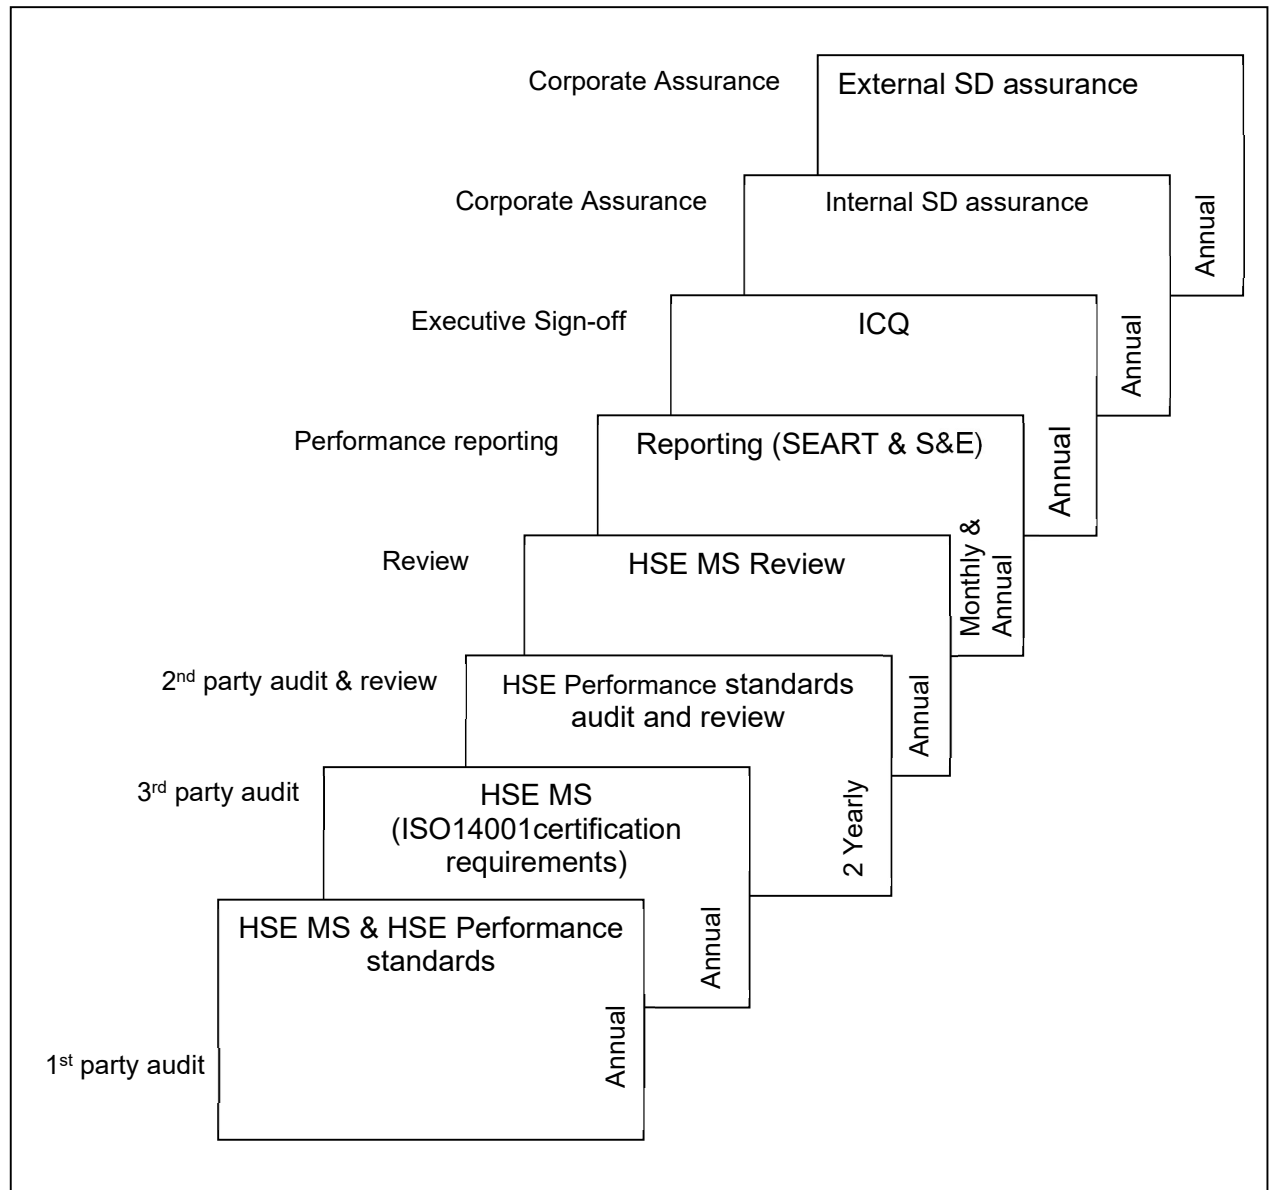 Corporate Assurance
External SD assurance
Annual
Corporate Assurance
Internal SD assurance
Annual
Executive Sign-off
ICQ
Annual
Performance reporting
Reporting (SEART & S&E)
Monthly &
Annual
Review
HSE MS Review
Annual
2nd party audit & review
HSE Performance standards
audit and review
2 Yearly
3rd party audit
HSE MS
(ISO14001certification
requirements)
Annual
HSE MS & HSE Performance
standards
Annual
1st party audit